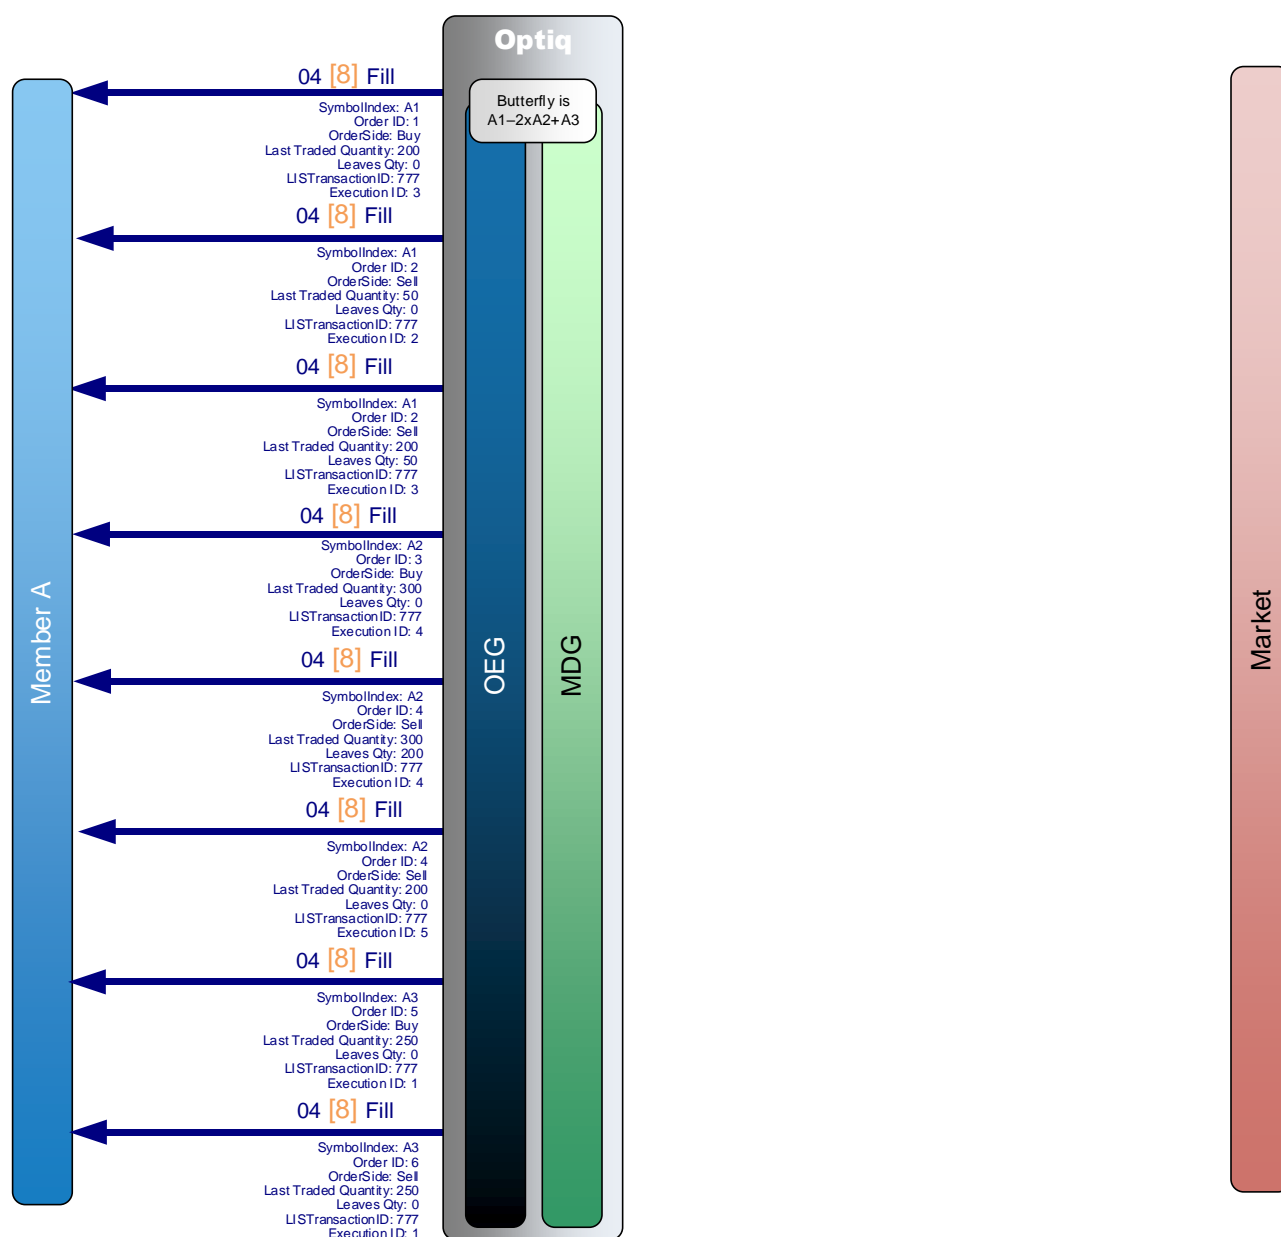 Optiq
Butterfly is
A1–2xA2+A3
Member A
OEG
MDG
Market
04 [8] Fill
SymbolIndex: A1
Order ID: 1
OrderSide: Buy
Last Traded Quantity: 200
Leaves Qty: 0
LISTransactionID: 777
Execution ID: 3
04 [8] Fill
SymbolIndex: A1
Order ID: 2
OrderSide: Sell
Last Traded Quantity: 50
Leaves Qty: 0
LISTransactionID: 777
Execution ID: 2
04 [8] Fill
SymbolIndex: A1
Order ID: 2
OrderSide: Sell
Last Traded Quantity: 200
Leaves Qty: 50
LISTransactionID: 777
Execution ID: 3
04 [8] Fill
SymbolIndex: A2
Order ID: 3
OrderSide: Buy
Last Traded Quantity: 300
Leaves Qty: 0
LISTransactionID: 777
Execution ID: 4
04 [8] Fill
SymbolIndex: A2
Order ID: 4
OrderSide: Sell
Last Traded Quantity: 300
Leaves Qty: 200
LISTransactionID: 777
Execution ID: 4
04 [8] Fill
SymbolIndex: A2
Order ID: 4
OrderSide: Sell
Last Traded Quantity: 200
Leaves Qty: 0
LISTransactionID: 777
Execution ID: 5
04 [8] Fill
SymbolIndex: A3
Order ID: 5
OrderSide: Buy
Last Traded Quantity: 250
Leaves Qty: 0
LISTransactionID: 777
Execution ID: 1
04 [8] Fill
SymbolIndex: A3
Order ID: 6
OrderSide: Sell
Last Traded Quantity: 250
Leaves Qty: 0
LISTransactionID: 777
Execution ID: 1